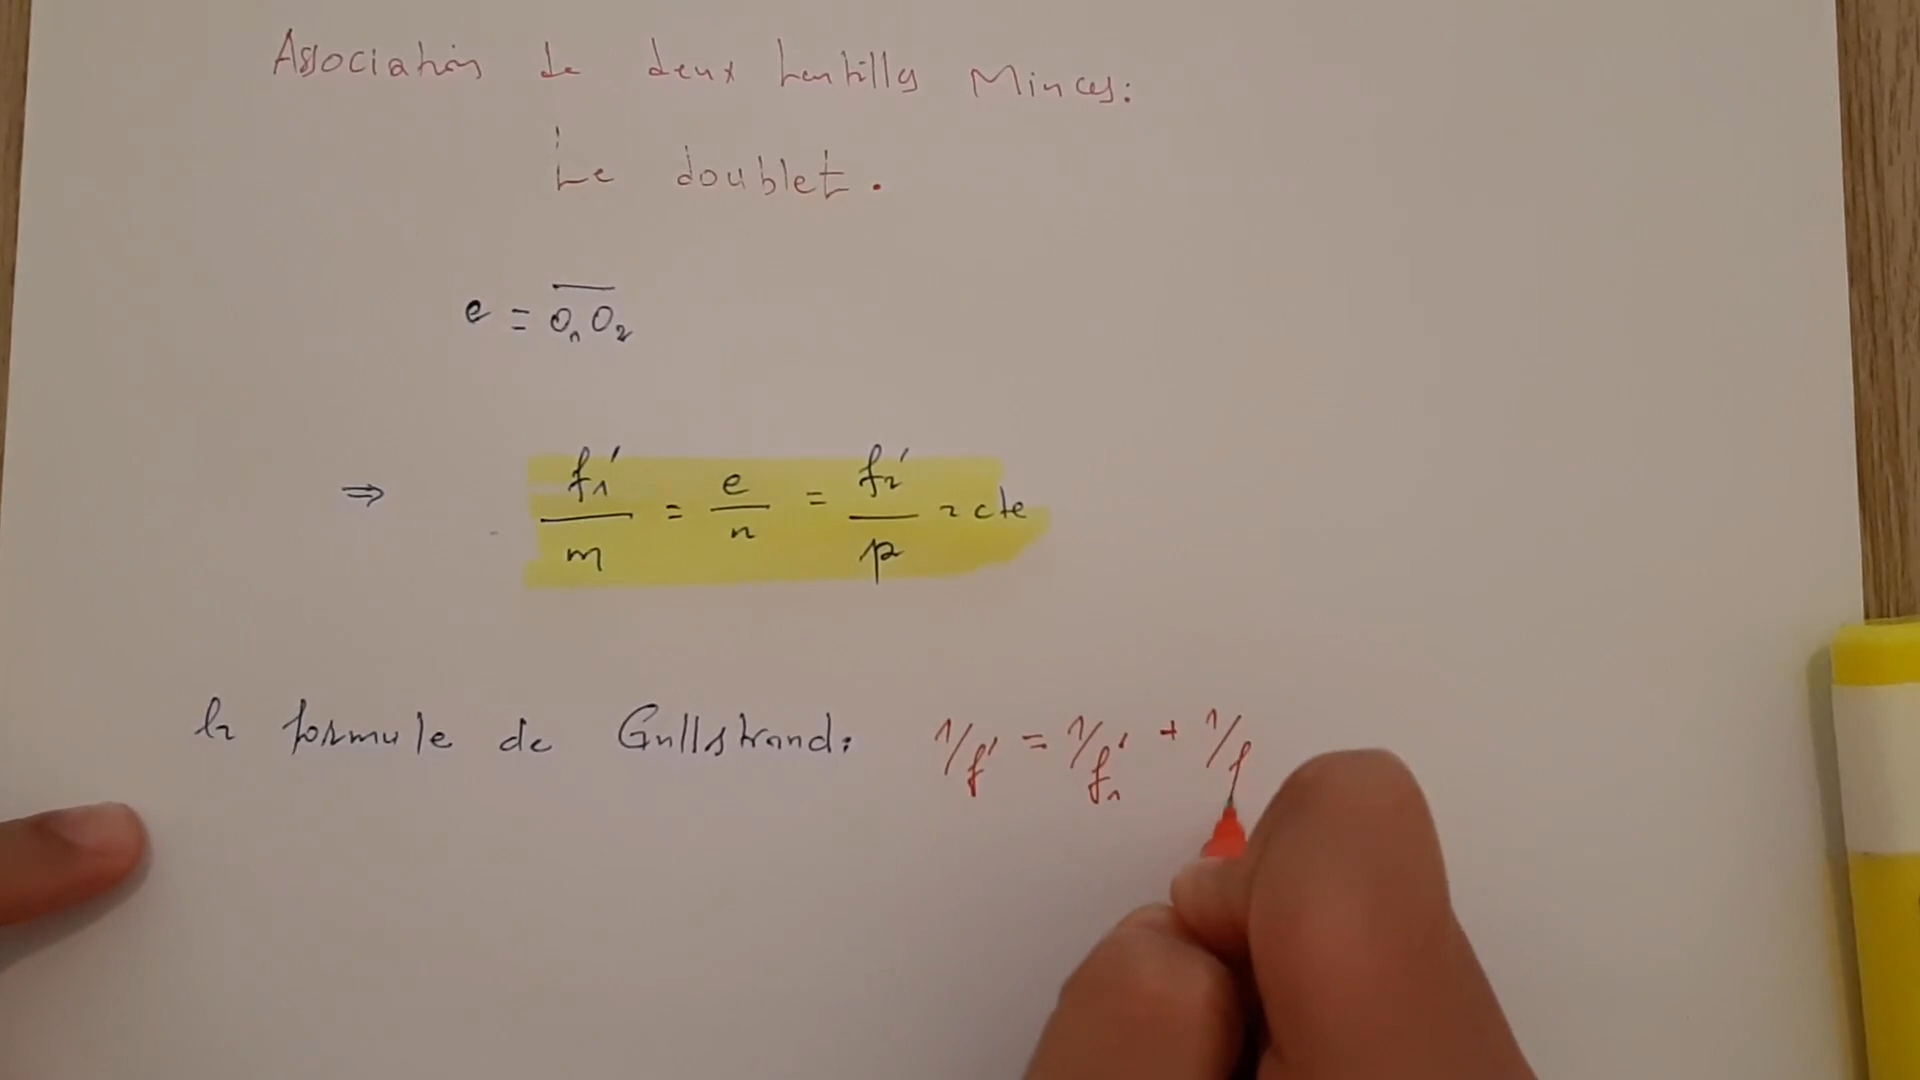 Association de deux Lentilles Minces:
Le doublet.
e = O₁O₂
⇒ f₁'/m = e/n = f₂'/p = cte
la formule de Gullstrand: 1/f' = 1/f₁' + 1/f